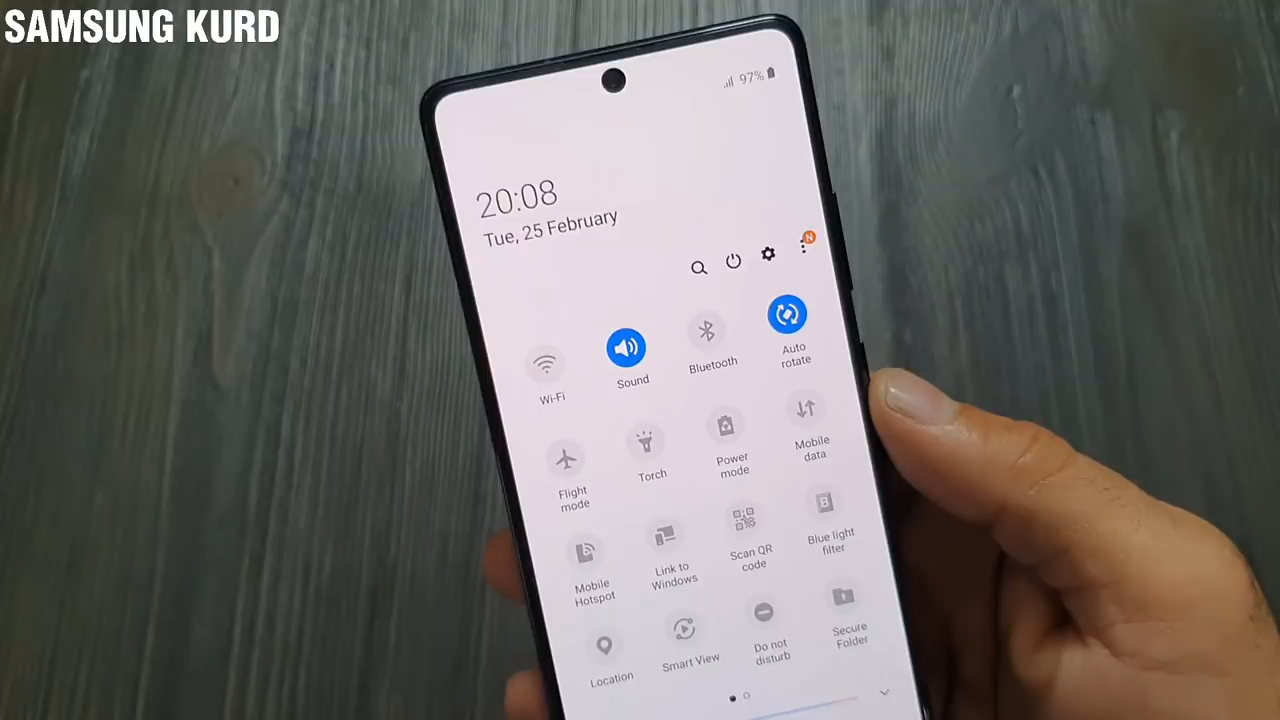 SAMSUNG KURD
97%
20:08
Tue, 25 February
N
Wi-Fi
Sound
Bluetooth
Auto
rotate
Flight
mode
Torch
Power
mode
Mobile
data
Mobile
Hotspot
Link to
Windows
Scan QR
code
Blue light
filter
Location
Smart View
Do not
disturb
Secure
Folder